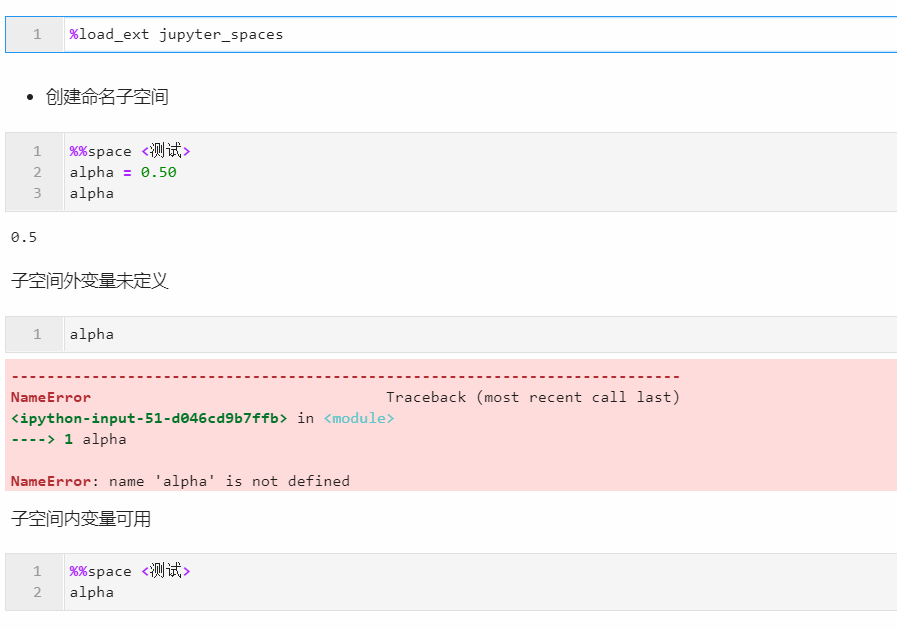 1 %load_ext jupyter_spaces
• 创建命名子空间
1 %%space <测试>
2 alpha = 0.50
3 alpha
0.5
子空间外变量未定义
1 alpha
---------------------------------------------------------------------------
NameError                                 Traceback (most recent call last)
<ipython-input-51-d046cd9b7ffb> in <module>
----> 1 alpha
NameError: name 'alpha' is not defined
子空间内变量可用
1 %%space <测试>
2 alpha